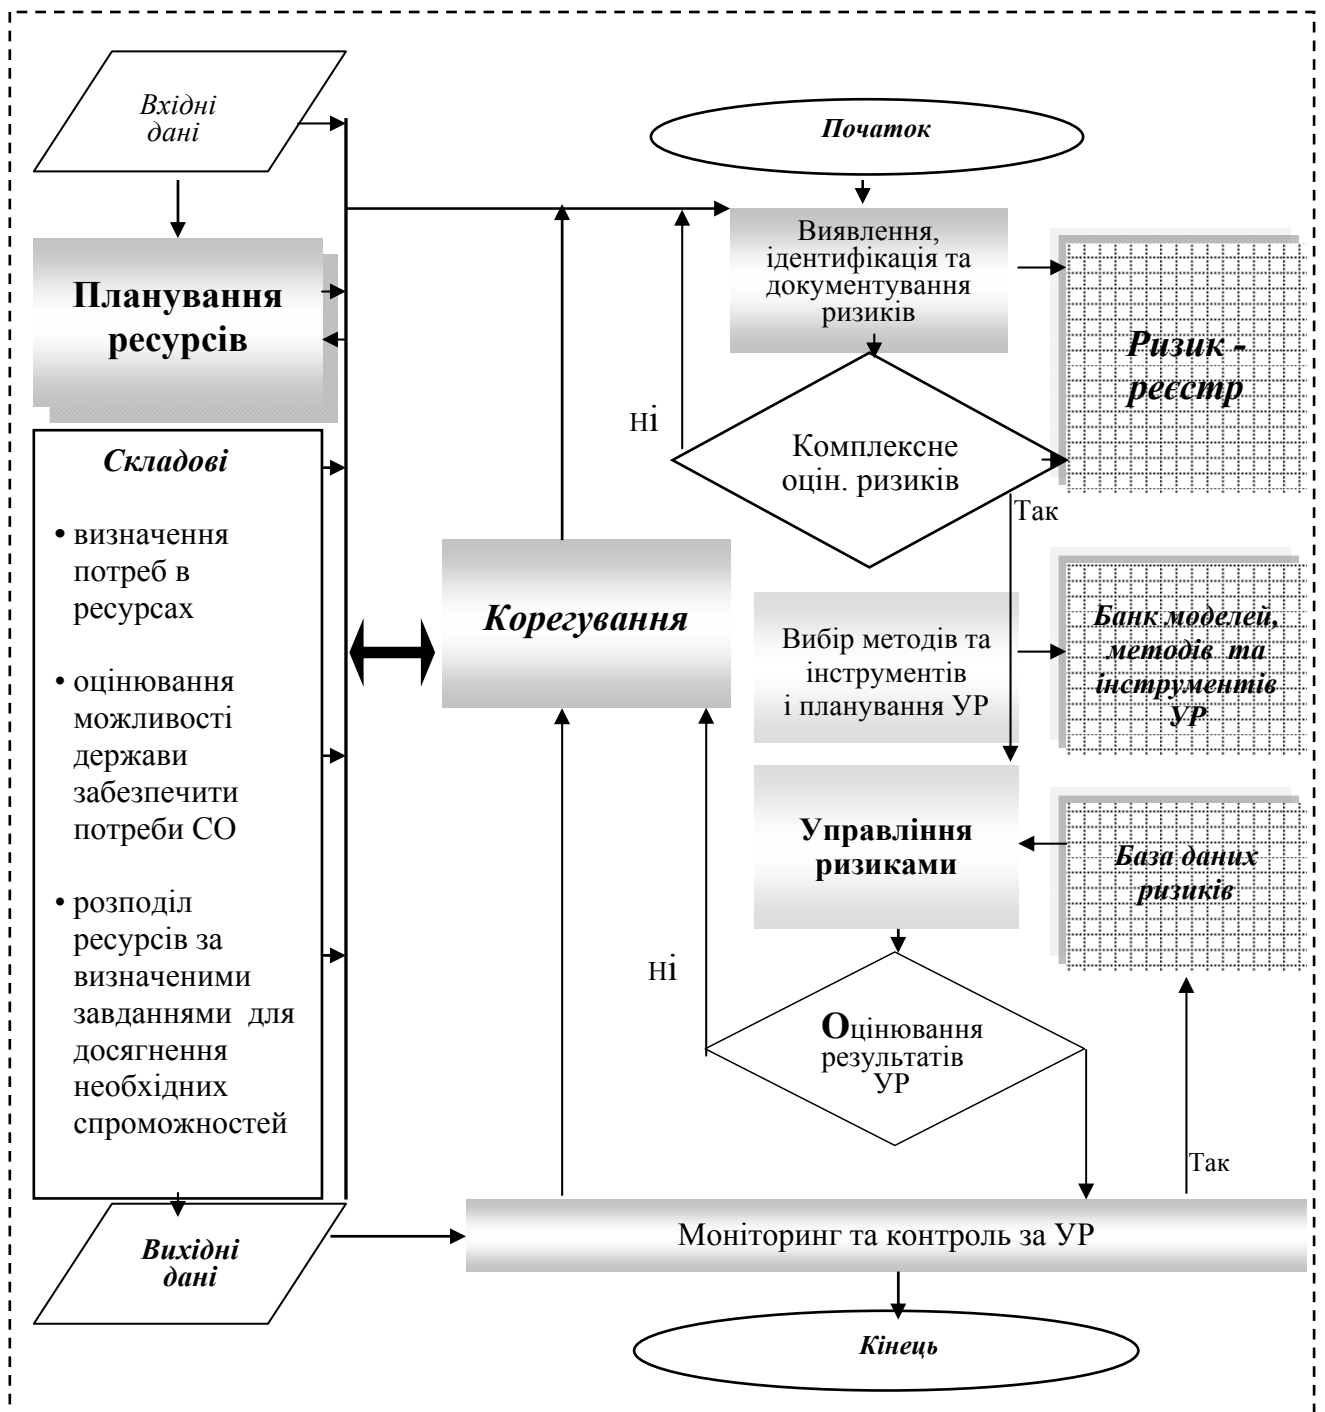 Вхідні
дані
Планування
ресурсів
Складові
• визначення
потреб в
ресурсах
• оцінювання
можливості
держави
забезпечити
потреби СО
• розподіл
ресурсів за
визначеними
завданнями для
досягнення
необхідних
спроможностей
Вихідні
дані
Корегування
Початок
Виявлення,
ідентифікація та
документування
ризиків
Ризик -
реєстр
ні
Комплексне
оцін. ризиків
Так
Вибір методів та
інструментів
і планування УР
Банк моделей,
методів та
інструментів
УР
Управління
ризиками
База даних
ризиків
ні
Оцінювання
результатів
УР
Так
Моніторинг та контроль за УР
Кінець